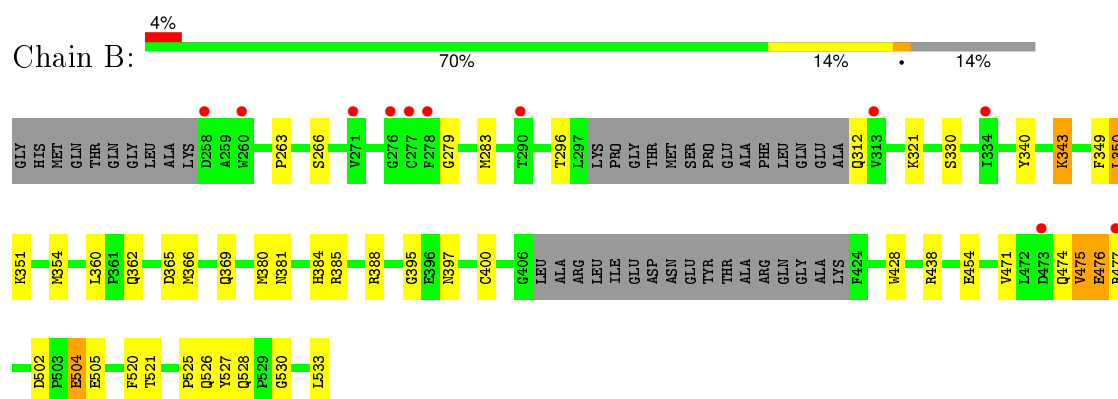 4%
Chain B:
70% 14% • 14%
GLY HIS MET GLN THR GLN GLY LEU ALA LYS D258 A259 W260 P263 S266 V271 G276 C277 F278 G279 M283 T290 T296 L297 LYS PRO GLY THR MET SER PRO GLU ALA PHE LEU GLN GLU ALA Q312 V313 K321 S330 I334 Y340 K343 F349
K351 M354 L360 P361 Q362 D365 M366 Q369 M380 N381 H384 R385 R388 G395 E396 N397 C400 G406 LEU ALA ARG LEU ILE GLU ASP ASN GLU TYR THR ALA ARG GLN GLY ALA LYS F424 W428 R438 E454 V471 L472 D473 Q474 V475 E476 R477
D502 P503 E504 E505 F520 T521 P525 Q526 Y527 Q528 P529 G530 L533